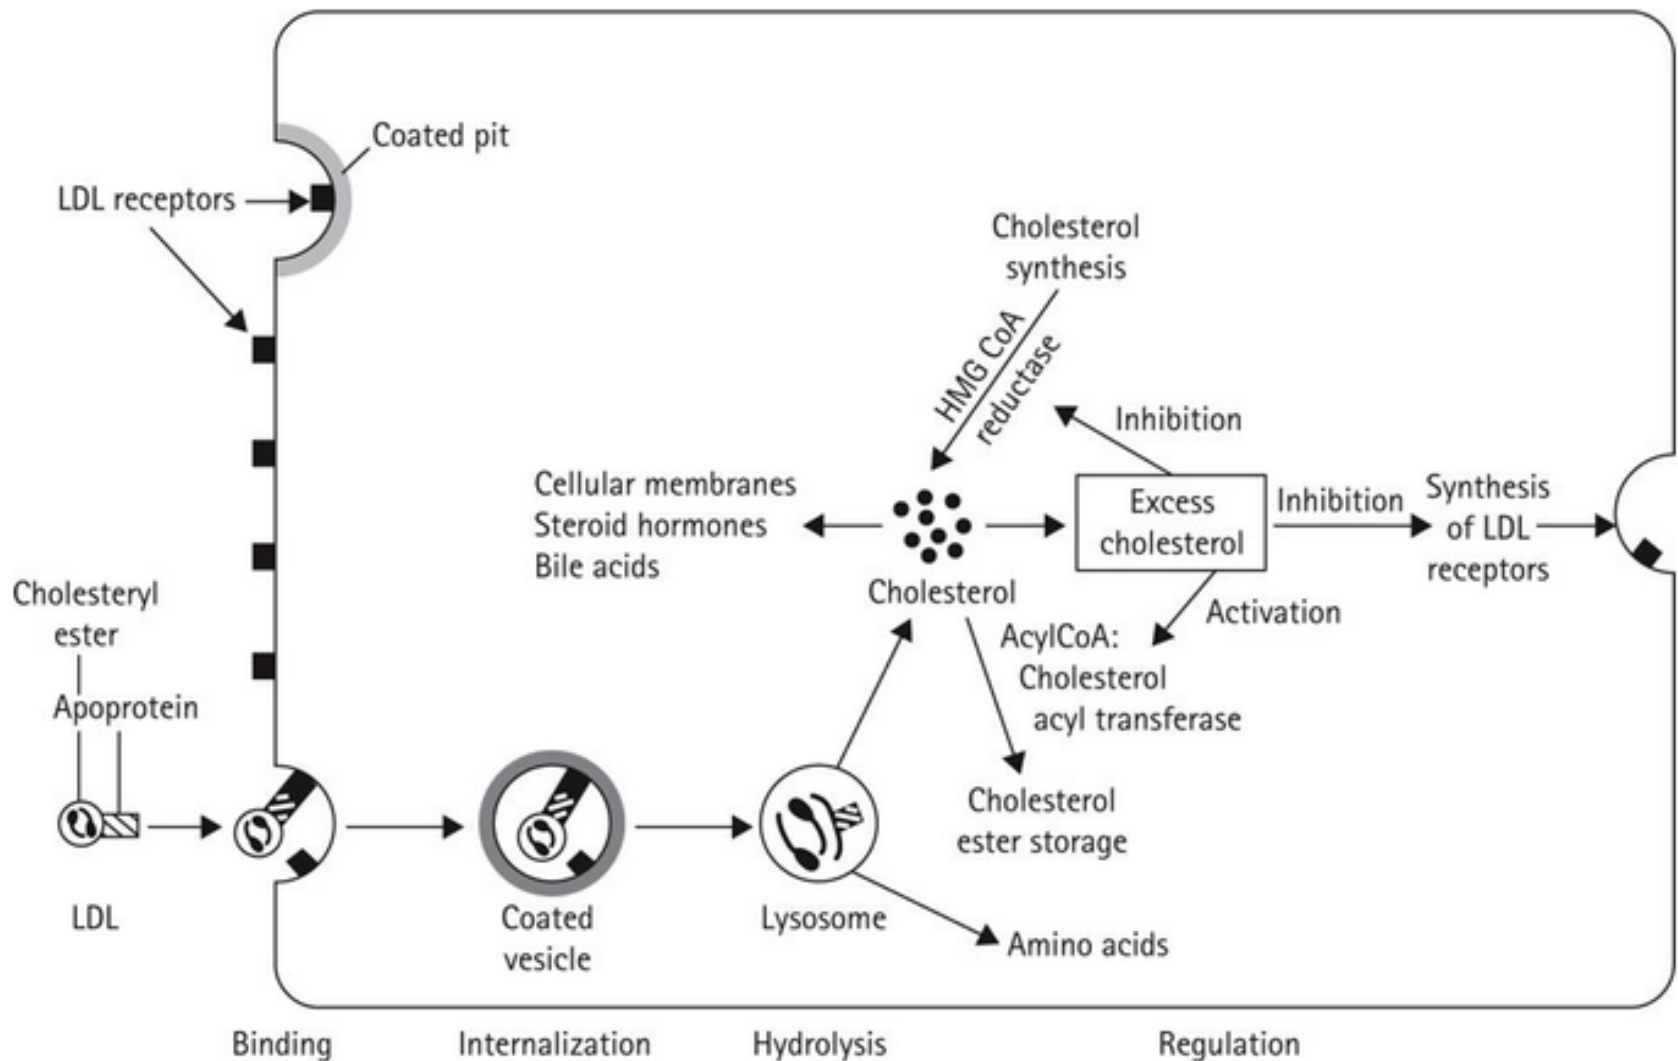 Coated pit
LDL receptors
Cholesterol
synthesis
HMG CoA
reductase
Inhibition
Cellular membranes
Steroid hormones
Bile acids
Excess
cholesterol
Inhibition
Synthesis
of LDL
receptors
Cholesterol
Activation
AcylCoA:
Cholesterol
acyl transferase
Cholesteryl
ester
Apoprotein
Cholesterol
ester storage
LDL
Coated
vesicle
Lysosome
Amino acids
Binding
Internalization
Hydrolysis
Regulation